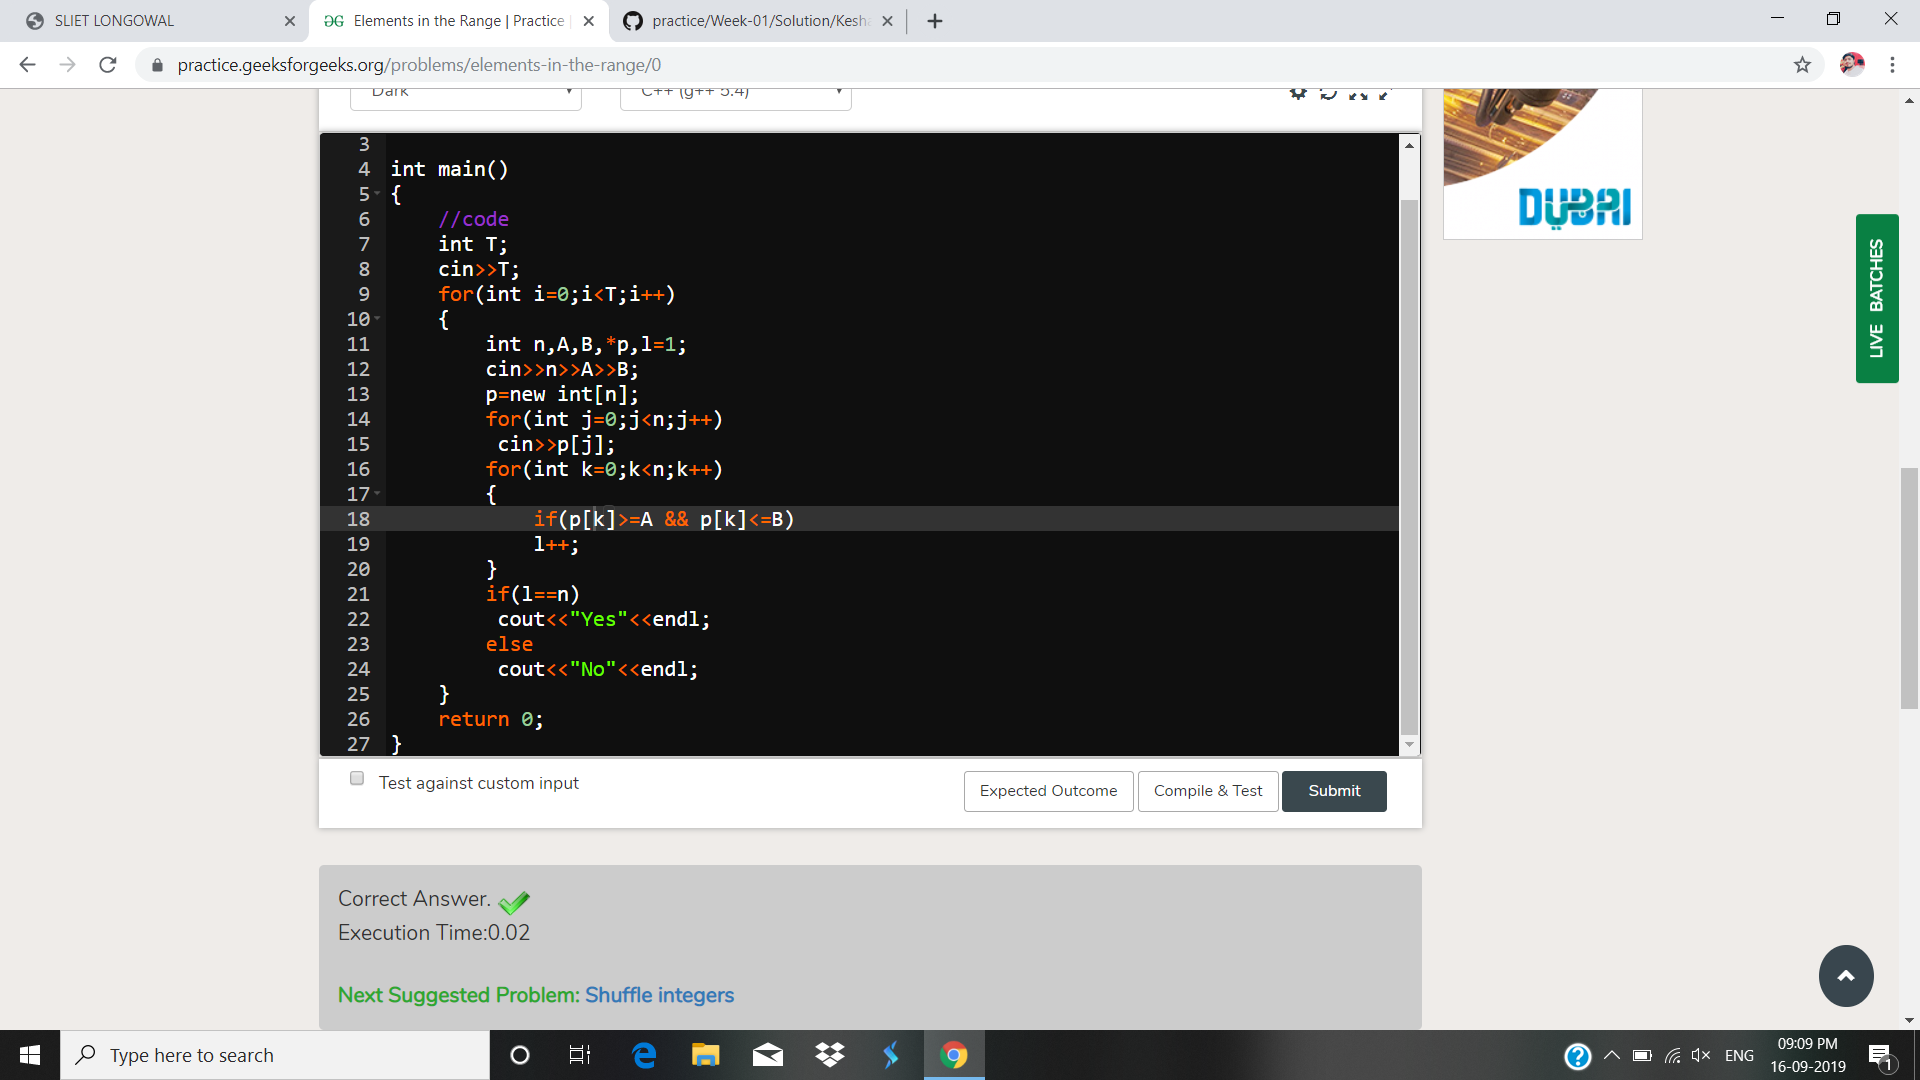 SLIET LONGOWAL
Elements in the Range | Practice
practice/Week-01/Solution/Kesha
practice.geeksforgeeks.org/problems/elements-in-the-range/0
Dark
C++ (g++ 5.4)
3
4 int main()
5 {
6 //code
7 int T;
8 cin>>T;
9 for(int i=0;i<T;i++)
10 {
11 int n,A,B,*p,l=1;
12 cin>>n>>A>>B;
13 p=new int[n];
14 for(int j=0;j<n;j++)
15 cin>>p[j];
16 for(int k=0;k<n;k++)
17 {
18 if(p[k]>=A && p[k]<=B)
19 l++;
20 }
21 if(l==n)
22 cout<<"Yes"<<endl;
23 else
24 cout<<"No"<<endl;
25 }
26 return 0;
27 }
DUBAI
LIVE BATCHES
Test against custom input
Expected Outcome
Compile & Test
Submit
Correct Answer.
Execution Time:0.02
Next Suggested Problem: Shuffle integers
Type here to search
ENG
09:09 PM
16-09-2019
1